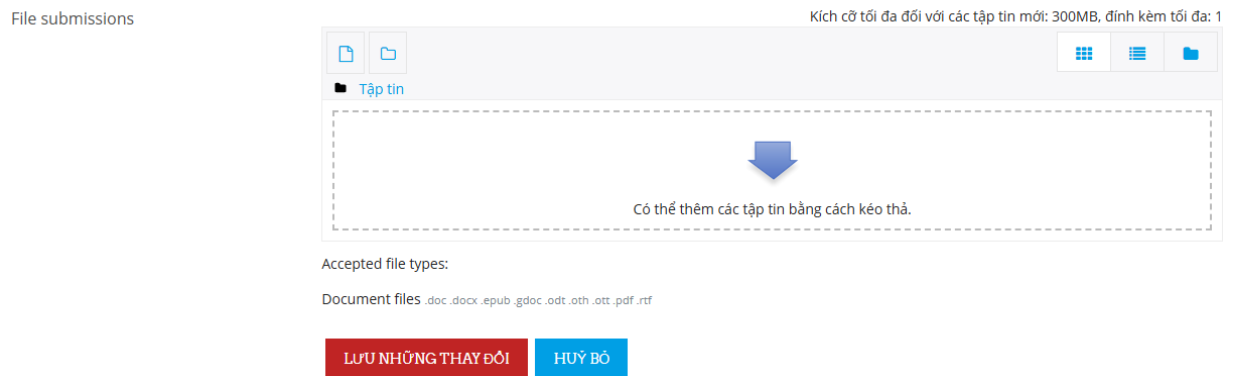 File submissions
Kích cỡ tối đa đối với các tập tin mới: 300MB, đính kèm tối đa: 1
Tập tin
Có thể thêm các tập tin bằng cách kéo thả.
Accepted file types:
Document files .doc .docx .epub .gdoc .odt .oth .ott .pdf .rtf
LƯU NHỮNG THAY ĐỔI HUỶ BỎ